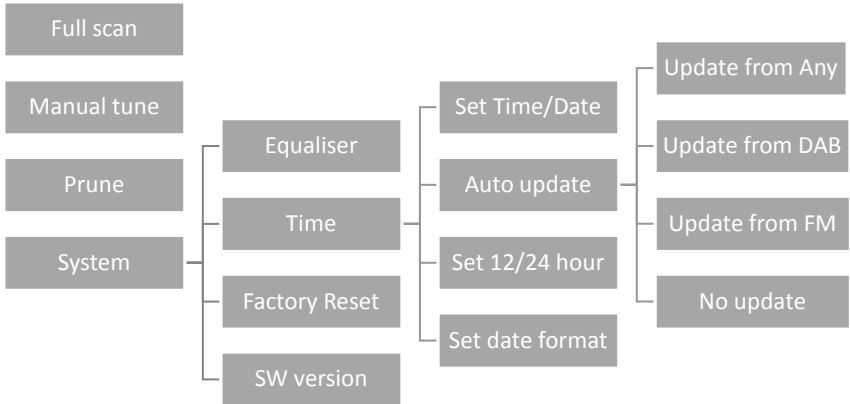 Full scan
Manual tune
Prune
System
Equaliser
Time
Factory Reset
SW version
Set Time/Date
Auto update
Set 12/24 hour
Set date format
Update from Any
Update from DAB
Update from FM
No update